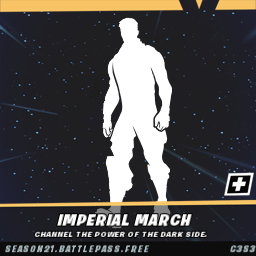 IMPERIAL MARCH
CHANNEL THE POWER OF THE DARK SIDE.
SEASON21.BATTLEPASS.FREE C3S3